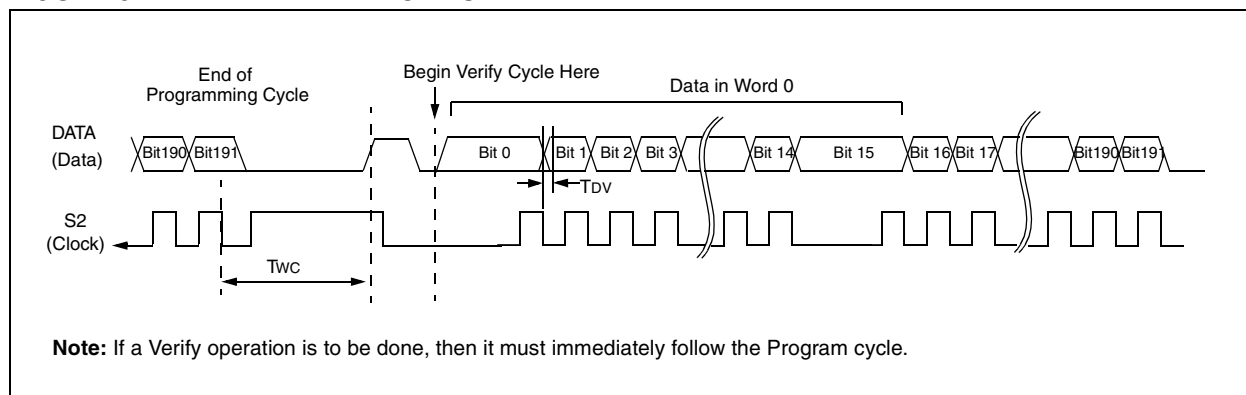 End of
Programming Cycle
Begin Verify Cycle Here
Data in Word 0
DATA
(Data)
Bit190 Bit191 Bit 0 Bit 1 Bit 2 Bit 3 Bit 14 Bit 15 Bit 16 Bit 17 Bit190 Bit191
TDV
S2
(Clock)
TWC
Note: If a Verify operation is to be done, then it must immediately follow the Program cycle.